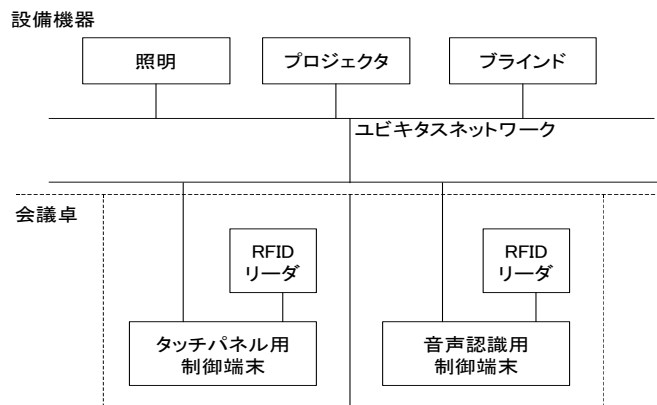 設備機器
照明
プロジェクタ
ブラインド
ユビキタスネットワーク
会議卓
RFID
リーダ
RFID
リーダ
タッチパネル用
制御端末
音声認識用
制御端末